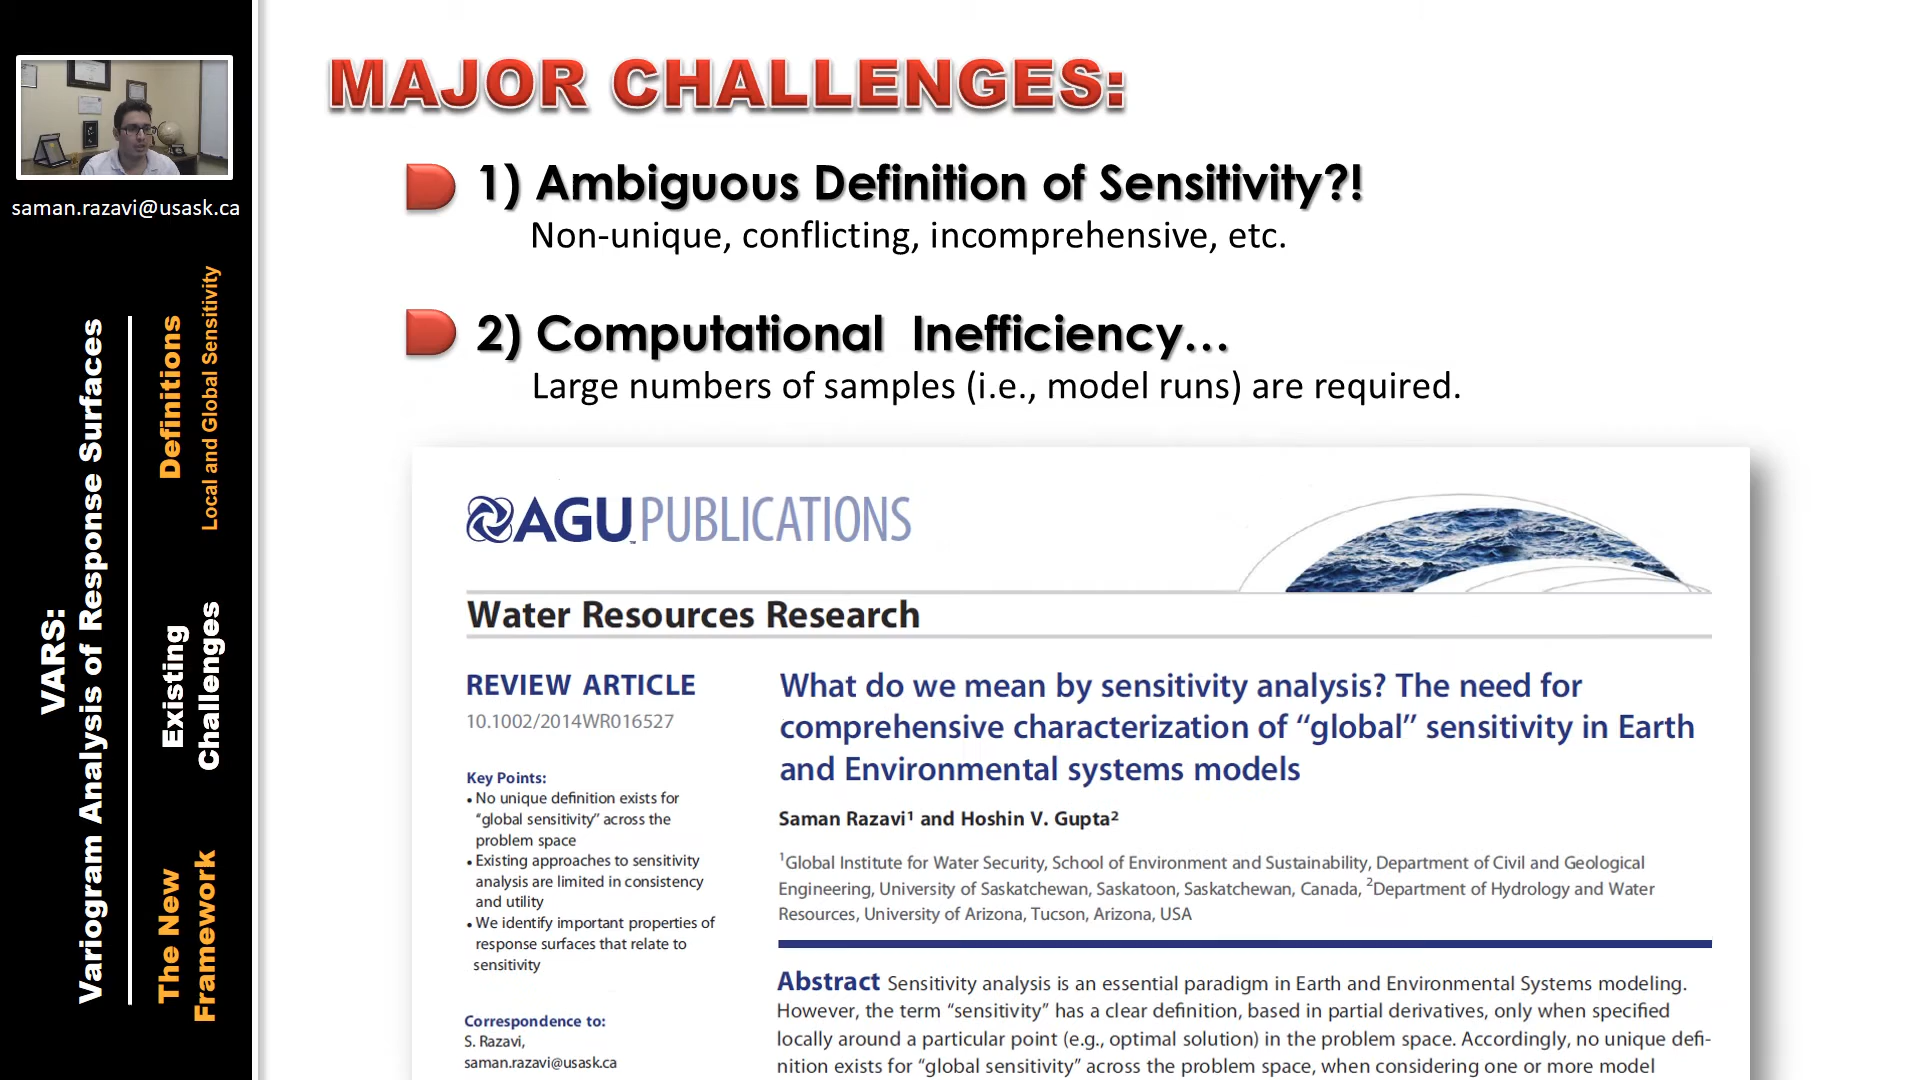 saman.razavi@usask.ca
VARS:
Variogram Analysis of Response Surfaces
Definitions
Local and Global Sensitivity
Existing
Challenges
The New
Framework
MAJOR CHALLENGES:
1) Ambiguous Definition of Sensitivity?!
Non-unique, conflicting, incomprehensive, etc.
2) Computational Inefficiency...
Large numbers of samples (i.e., model runs) are required.
AGU PUBLICATIONS
Water Resources Research
REVIEW ARTICLE
10.1002/2014WR016527
Key Points:
• No unique definition exists for
“global sensitivity” across the
problem space
• Existing approaches to sensitivity
analysis are limited in consistency
and utility
• We identify important properties of
response surfaces that relate to
sensitivity
Correspondence to:
S. Razavi,
saman.razavi@usask.ca
What do we mean by sensitivity analysis? The need for
comprehensive characterization of “global” sensitivity in Earth
and Environmental systems models
Saman Razavi¹ and Hoshin V. Gupta²
¹Global Institute for Water Security, School of Environment and Sustainability, Department of Civil and Geological
Engineering, University of Saskatchewan, Saskatoon, Saskatchewan, Canada, ²Department of Hydrology and Water
Resources, University of Arizona, Tucson, Arizona, USA
Abstract Sensitivity analysis is an essential paradigm in Earth and Environmental Systems modeling.
However, the term “sensitivity” has a clear definition, based in partial derivatives, only when specified
locally around a particular point (e.g., optimal solution) in the problem space. Accordingly, no unique defi-
nition exists for “global sensitivity” across the problem space, when considering one or more model